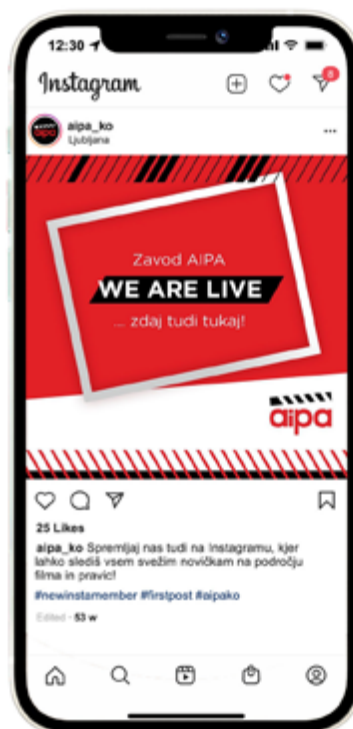 12:30
Instagram
8
aipa_ko
Ljubljana
aipa
Zavod AIPA
WE ARE LIVE
... zdaj tudi tukaj!
aipa
25 Likes
aipa_ko Spremljaj nas tudi na Instagramu, kjer
lahko slediš vsem svežim novičkam na področju
filma in pravic!
#newinstamember #firstpost #aipako
Edited · 53 w